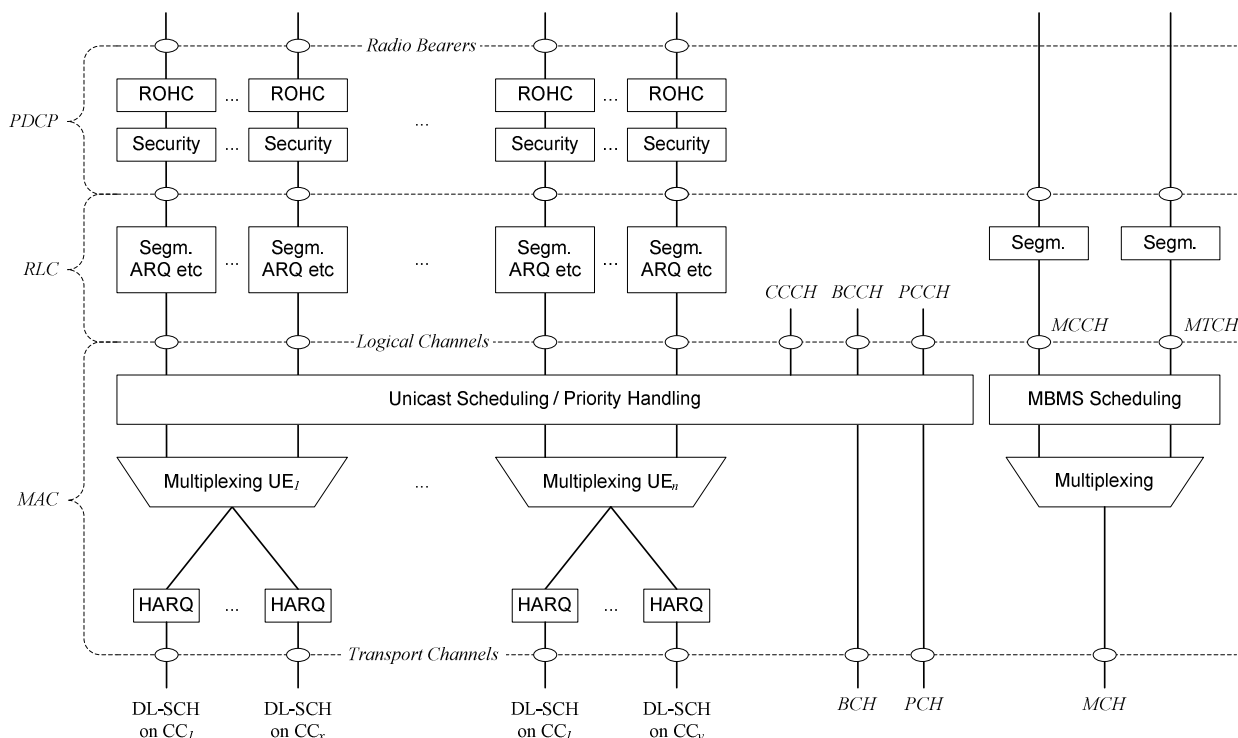 Radio Bearers
ROHC ... ROHC ROHC ... ROHC
PDCP ...
Security ... Security Security ... Security
Segm. ARQ etc ... Segm. ARQ etc ... Segm. ARQ etc ... Segm. ARQ etc Segm. Segm.
RLC
CCCH BCCH PCCH
MCCH MTCH
Logical Channels
Unicast Scheduling / Priority Handling MBMS Scheduling
Multiplexing UE1 ... Multiplexing UEn Multiplexing
MAC
HARQ ... HARQ HARQ ... HARQ
Transport Channels
DL-SCH DL-SCH DL-SCH DL-SCH BCH PCH MCH
on CC1 on CCx on CC1 on CCy